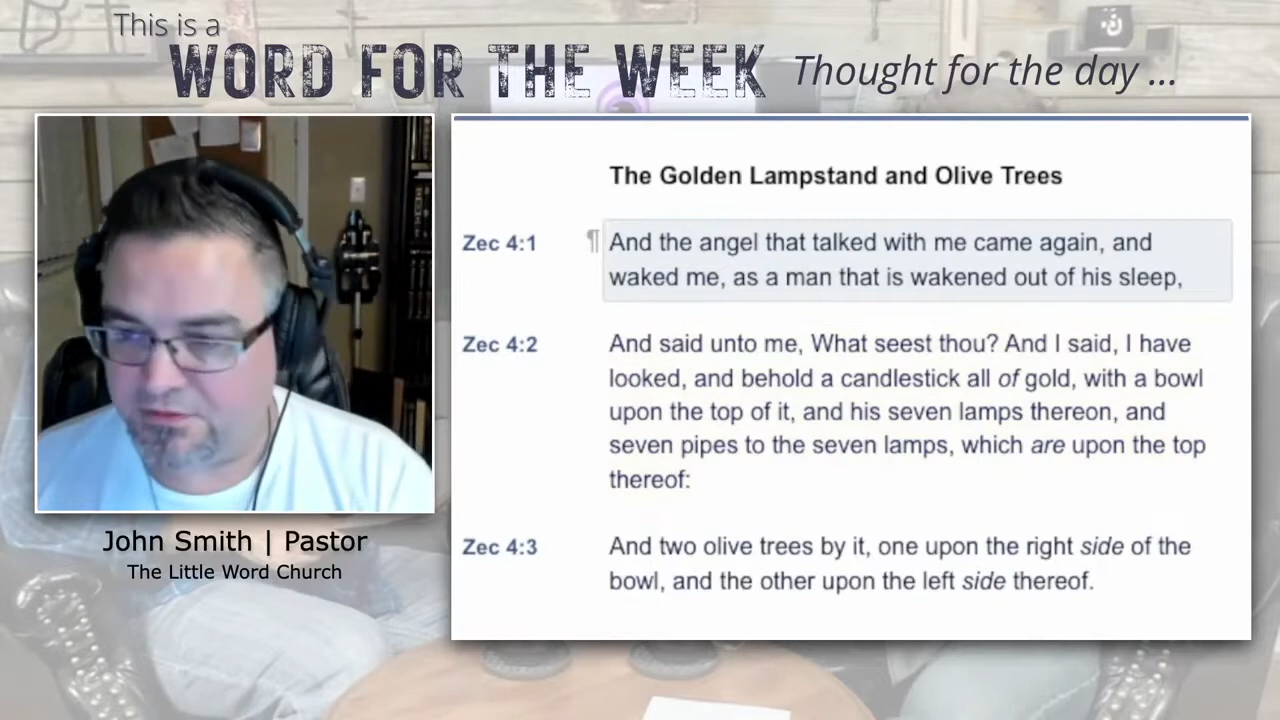 This is a
WORD FOR THE WEEK Thought for the day ...
The Golden Lampstand and Olive Trees
Zec 4:1 ¶ And the angel that talked with me came again, and
waked me, as a man that is wakened out of his sleep,
Zec 4:2 And said unto me, What seest thou? And I said, I have
looked, and behold a candlestick all of gold, with a bowl
upon the top of it, and his seven lamps thereon, and
seven pipes to the seven lamps, which are upon the top
thereof:
Zec 4:3 And two olive trees by it, one upon the right side of the
bowl, and the other upon the left side thereof.
John Smith | Pastor
The Little Word Church